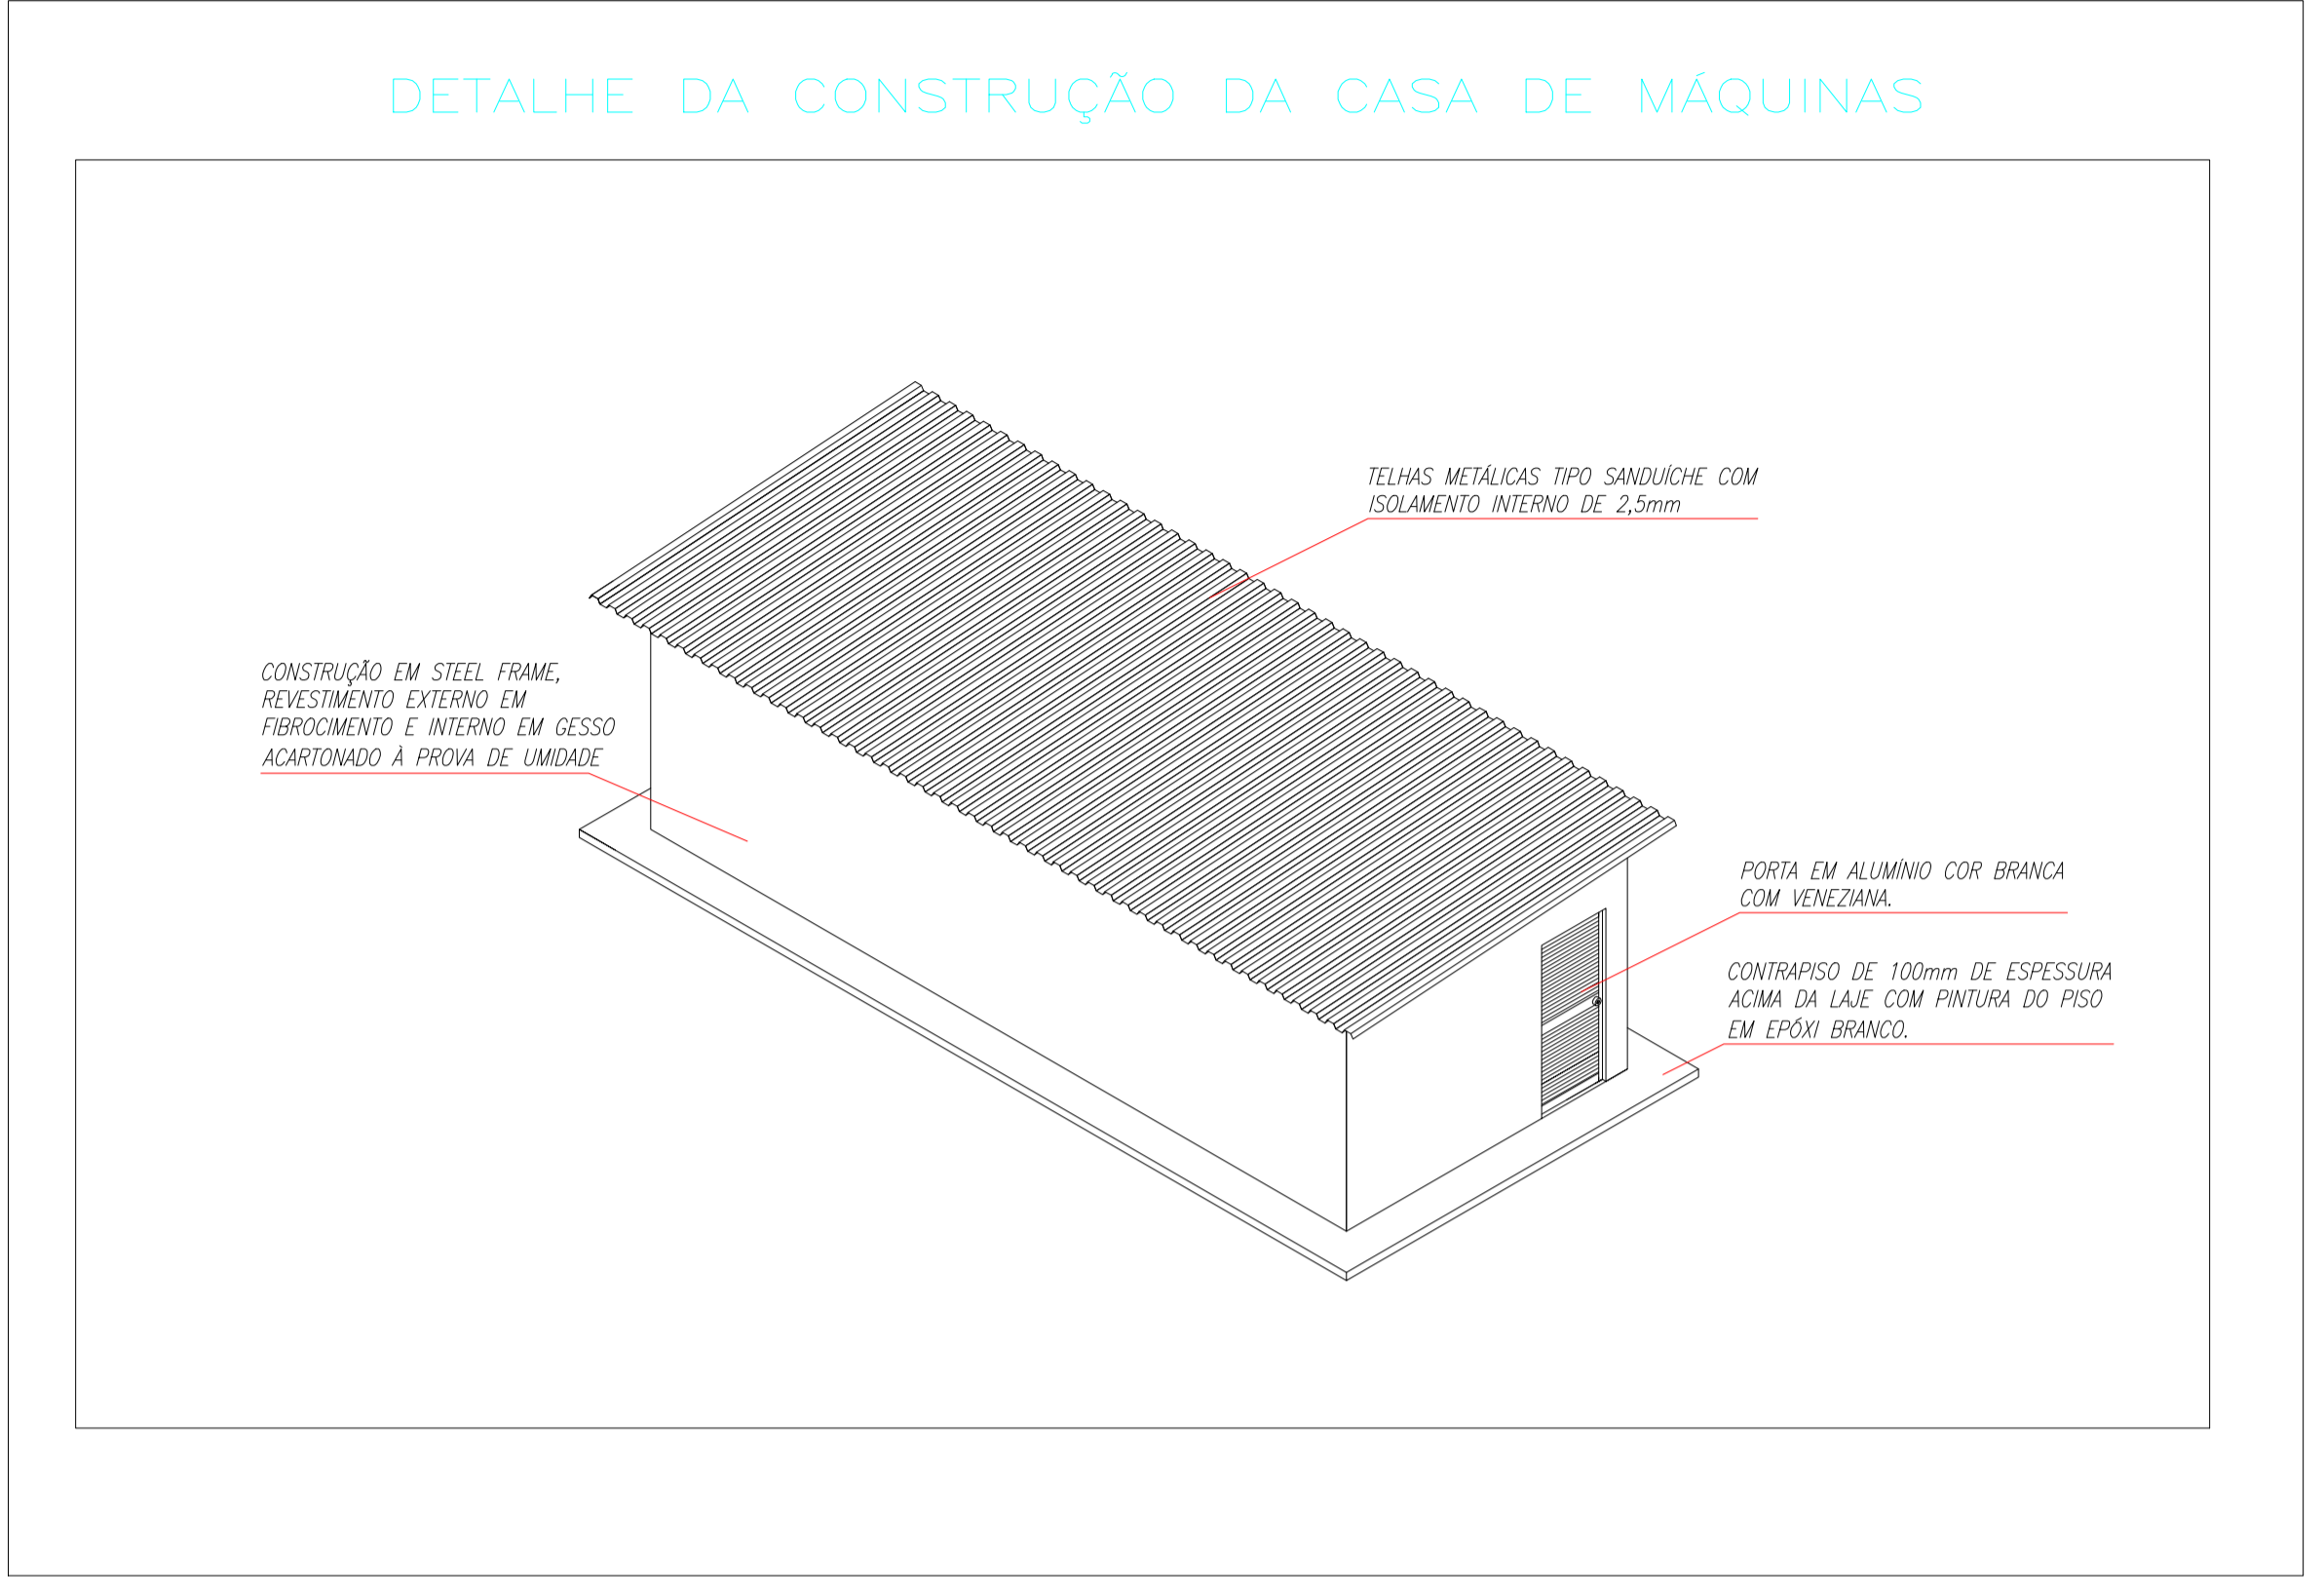 DETALHE DA CONSTRUÇÃO DA CASA DE MÁQUINAS
TELHAS METÁLICAS TIPO SANDUÍCHE COM
ISOLAMENTO INTERNO DE 2,5mm
CONSTRUÇÃO EM STEEL FRAME,
REVESTIMENTO EXTERNO EM
FIBROCIMENTO E INTERNO EM GESSO
ACARTONADO À PROVA DE UMIDADE
PORTA EM ALUMÍNIO COR BRANCA
COM VENEZIANA.
CONTRAPISO DE 100mm DE ESPESSURA
ACIMA DA LAJE COM PINTURA DO PISO
EM EPÓXI BRANCO.